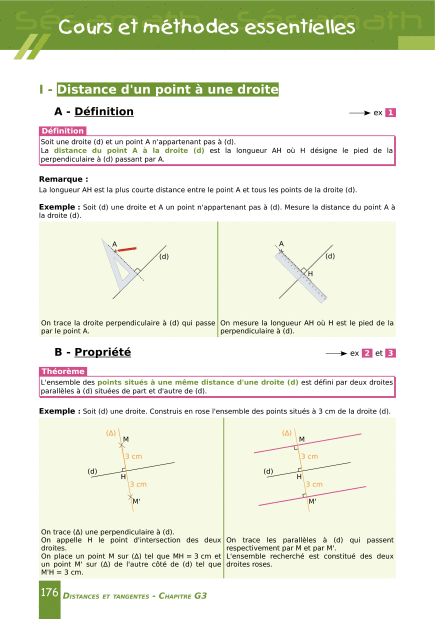 Sésamath Sésamath
Cours et méthodes essentielles
I - Distance d'un point à une droite
A - Définition
ex 1
Définition
Soit une droite (d) et un point A n'appartenant pas à (d).
La distance du point A à la droite (d) est la longueur AH où H désigne le pied de la
perpendiculaire à (d) passant par A.
Remarque :
La longueur AH est la plus courte distance entre le point A et tous les points de la droite (d).
Exemple : Soit (d) une droite et A un point n'appartenant pas à (d). Mesure la distance du point A à
la droite (d).
A
(d)
On trace la droite perpendiculaire à (d) qui passe
par le point A.
A
(d)
H
On mesure la longueur AH où H est le pied de la
perpendiculaire à (d).
B - Propriété
ex 2 et 3
Théorème
L'ensemble des points situés à une même distance d'une droite (d) est défini par deux droites
parallèles à (d) situées de part et d'autre de (d).
Exemple : Soit (d) une droite. Construis en rose l'ensemble des points situés à 3 cm de la droite (d).
(Δ)
M
3 cm
(d)
H
3 cm
M'
On trace (Δ) une perpendiculaire à (d).
On appelle H le point d'intersection des deux
droites.
On place un point M sur (Δ) tel que MH = 3 cm et
un point M' sur (Δ) de l'autre côté de (d) tel que
M'H = 3 cm.
(Δ)
M
3 cm
(d)
H
3 cm
M'
On trace les parallèles à (d) qui passent
respectivement par M et par M'.
L'ensemble recherché est constitué des deux
droites roses.
176 Distances et tangentes - Chapitre G3